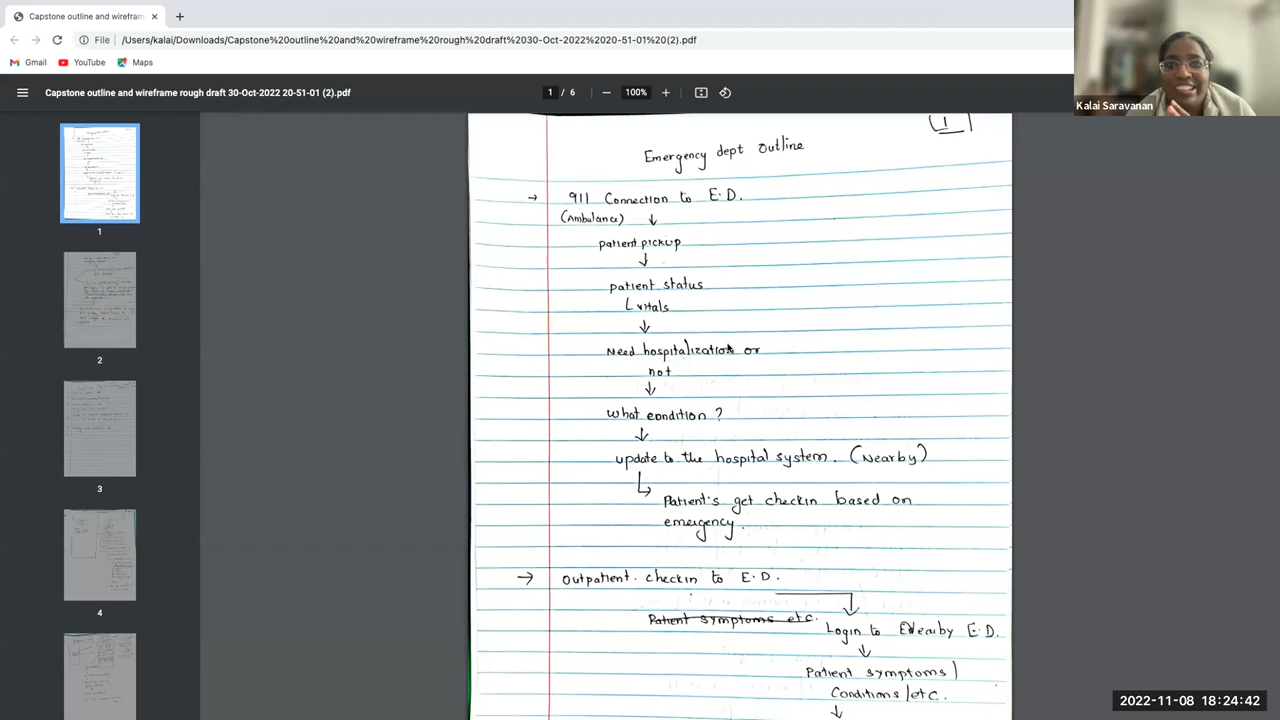 Capstone outline and wirefram
File
/Users/kalai/Downloads/Capstone%20outline%20and%20wireframe%20rough%20draft%2030-Oct-2022%2020-51-01%20(2).pdf
Gmail
YouTube
Maps
Capstone outline and wireframe rough draft 30-Oct-2022 20-51-01 (2).pdf
1 / 6
100%
Kalai Saravanan
1
2
3
4
1
Emergency dept outline
→ 911 Connection to E.D.
(Ambulance) ↓
patient pickup
↓
patient status
vitals
↓
Need hospitalization or
not
↓
What condition ?
↓
update to the hospital system. (Nearby)
Patient's get checkin based on
emergency.
→ Outpatient checkin to E.D.
Patient symptoms etc.
Login to Enearby E.D.
↓
Patient symptoms/
Conditions/etc.
↓
2022-11-08 18:24:42